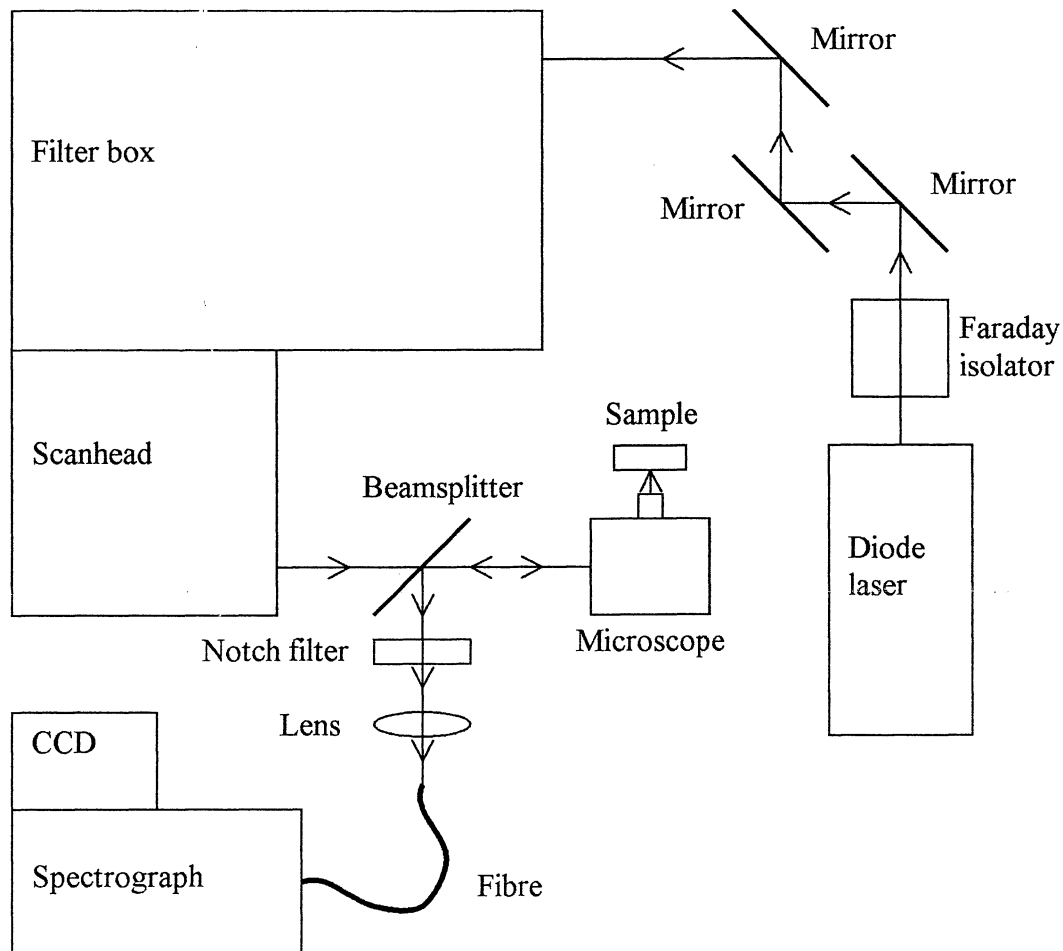 Mirror
Filter box
Mirror
Mirror
Faraday
isolator
Sample
Scanhead
Beamsplitter
Diode
laser
Notch filter
Microscope
Lens
CCD
Spectrograph
Fibre